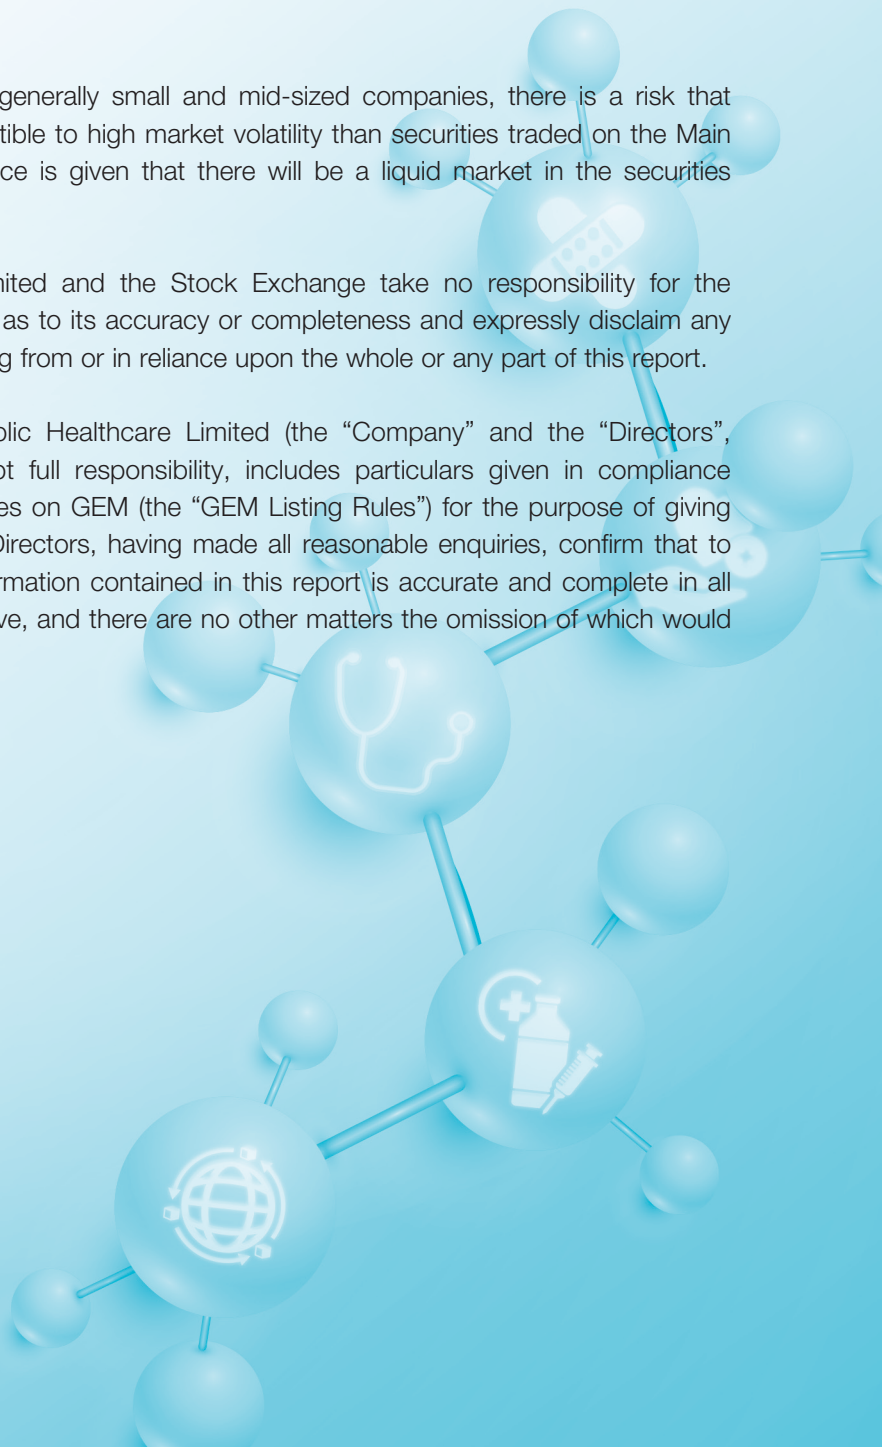 generally small and mid-sized companies, there is a risk that
tible to high market volatility than securities traded on the Main
ce is given that there will be a liquid market in the securities
nited and the Stock Exchange take no responsibility for the
as to its accuracy or completeness and expressly disclaim any
g from or in reliance upon the whole or any part of this report.
olic Healthcare Limited (the “Company” and the “Directors”,
ot full responsibility, includes particulars given in compliance
es on GEM (the “GEM Listing Rules”) for the purpose of giving
Directors, having made all reasonable enquiries, confirm that to
rmation contained in this report is accurate and complete in all
ve, and there are no other matters the omission of which would